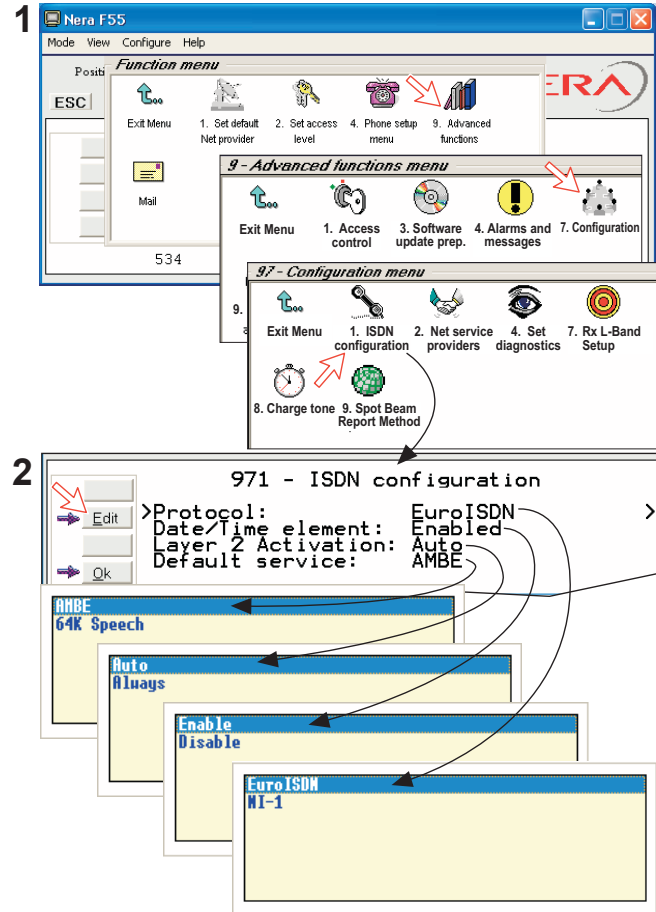 1
Nera F55
Mode View Configure Help
Positi
ESC
ERA
534
Function menu
Exit Menu
1. Set default Net provider
2. Set access level
4. Phone setup menu
9. Advanced functions
Mail
9 - Advanced functions menu
Exit Menu
1. Access control
3. Software update prep.
4. Alarms and messages
7. Configuration
9.
97 - Configuration menu
Exit Menu
1. ISDN configuration
2. Net service providers
4. Set diagnostics
7. Rx L-Band Setup
8. Charge tone
9. Spot Beam Report Method
2
971 - ISDN configuration
Edit
Ok
>Protocol: EuroISDN >
Date/Time element: Enabled
Layer 2 Activation: Auto
Default service: AMBE
AMBE
64K Speech
Auto
Always
Enable
Disable
EuroISDN
NI-1